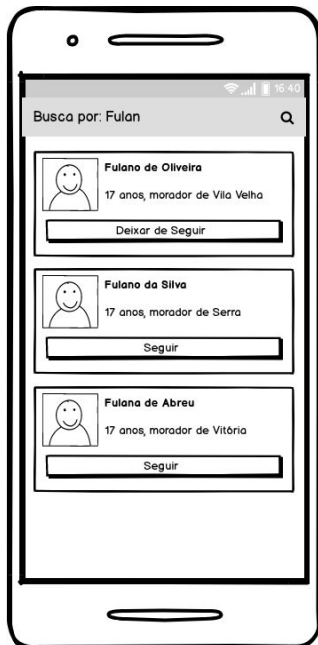 16:40
Busca por: Fulan
Fulano de Oliveira
17 anos, morador de Vila Velha
Deixar de Seguir
Fulano da Silva
17 anos, morador de Serra
Seguir
Fulana de Abreu
17 anos, morador de Vitória
Seguir